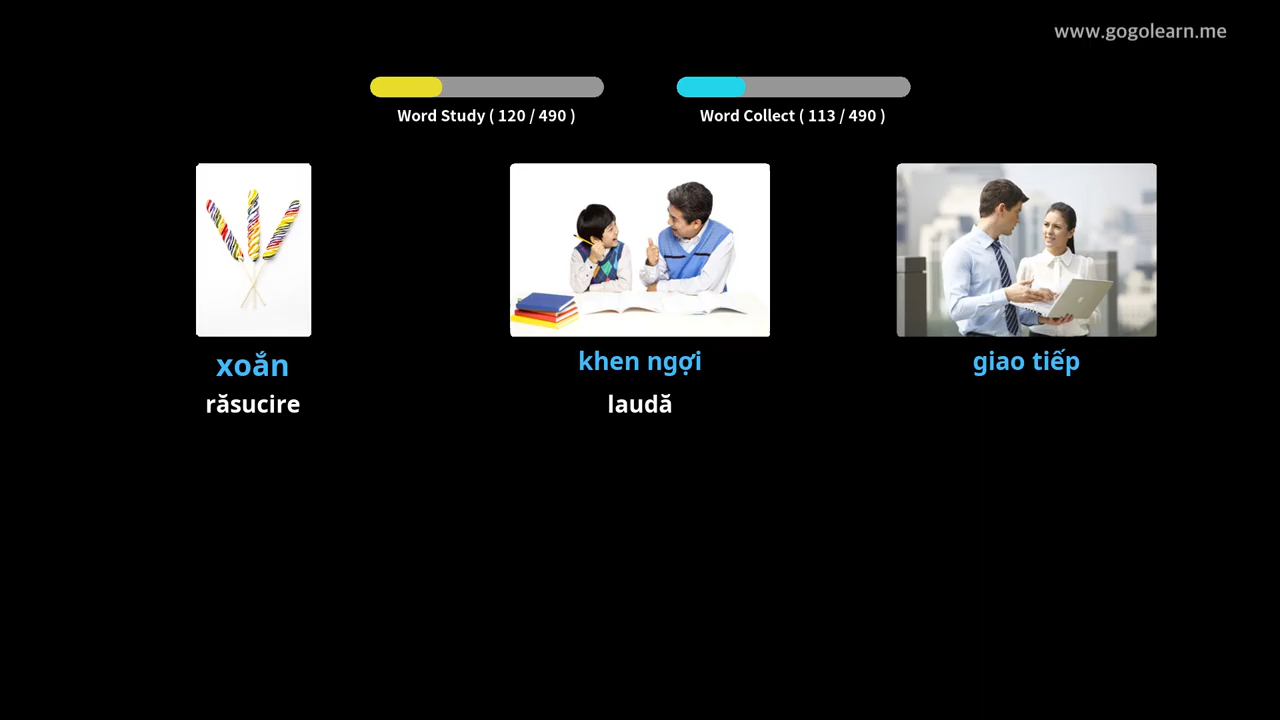 www.gogolearn.me
Word Study ( 120 / 490 )
Word Collect ( 113 / 490 )
xoắn
khen ngợi
giao tiếp
răsucire
laudă